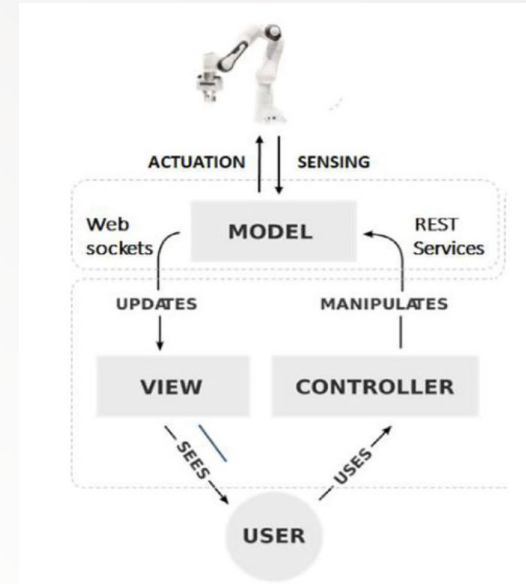 ACTUATION
SENSING
Web
sockets
MODEL
REST
Services
UPDATES
MANIPULATES
VIEW
CONTROLLER
SEES
USES
USER